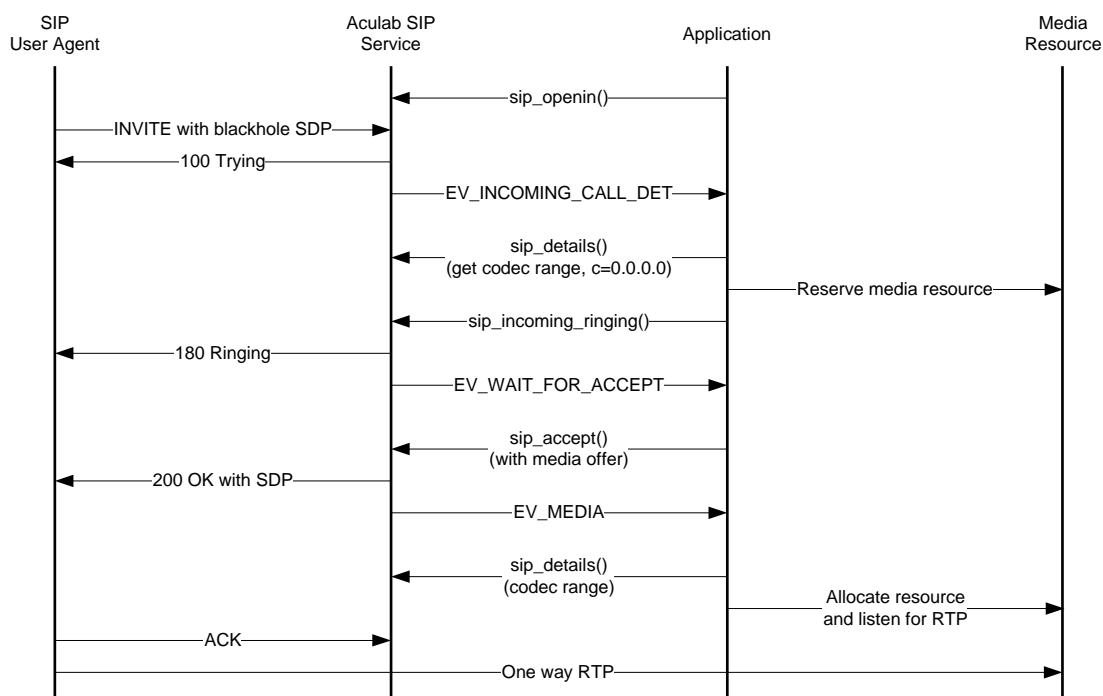 SIP
User Agent
Aculab SIP
Service
Application
Media
Resource
sip_openin()
INVITE with blackhole SDP
100 Trying
EV_INCOMING_CALL_DET
sip_details()
(get codec range, c=0.0.0.0)
Reserve media resource
sip_incoming_ringing()
180 Ringing
EV_WAIT_FOR_ACCEPT
sip_accept()
(with media offer)
200 OK with SDP
EV_MEDIA
sip_details()
(codec range)
Allocate resource
and listen for RTP
ACK
One way RTP